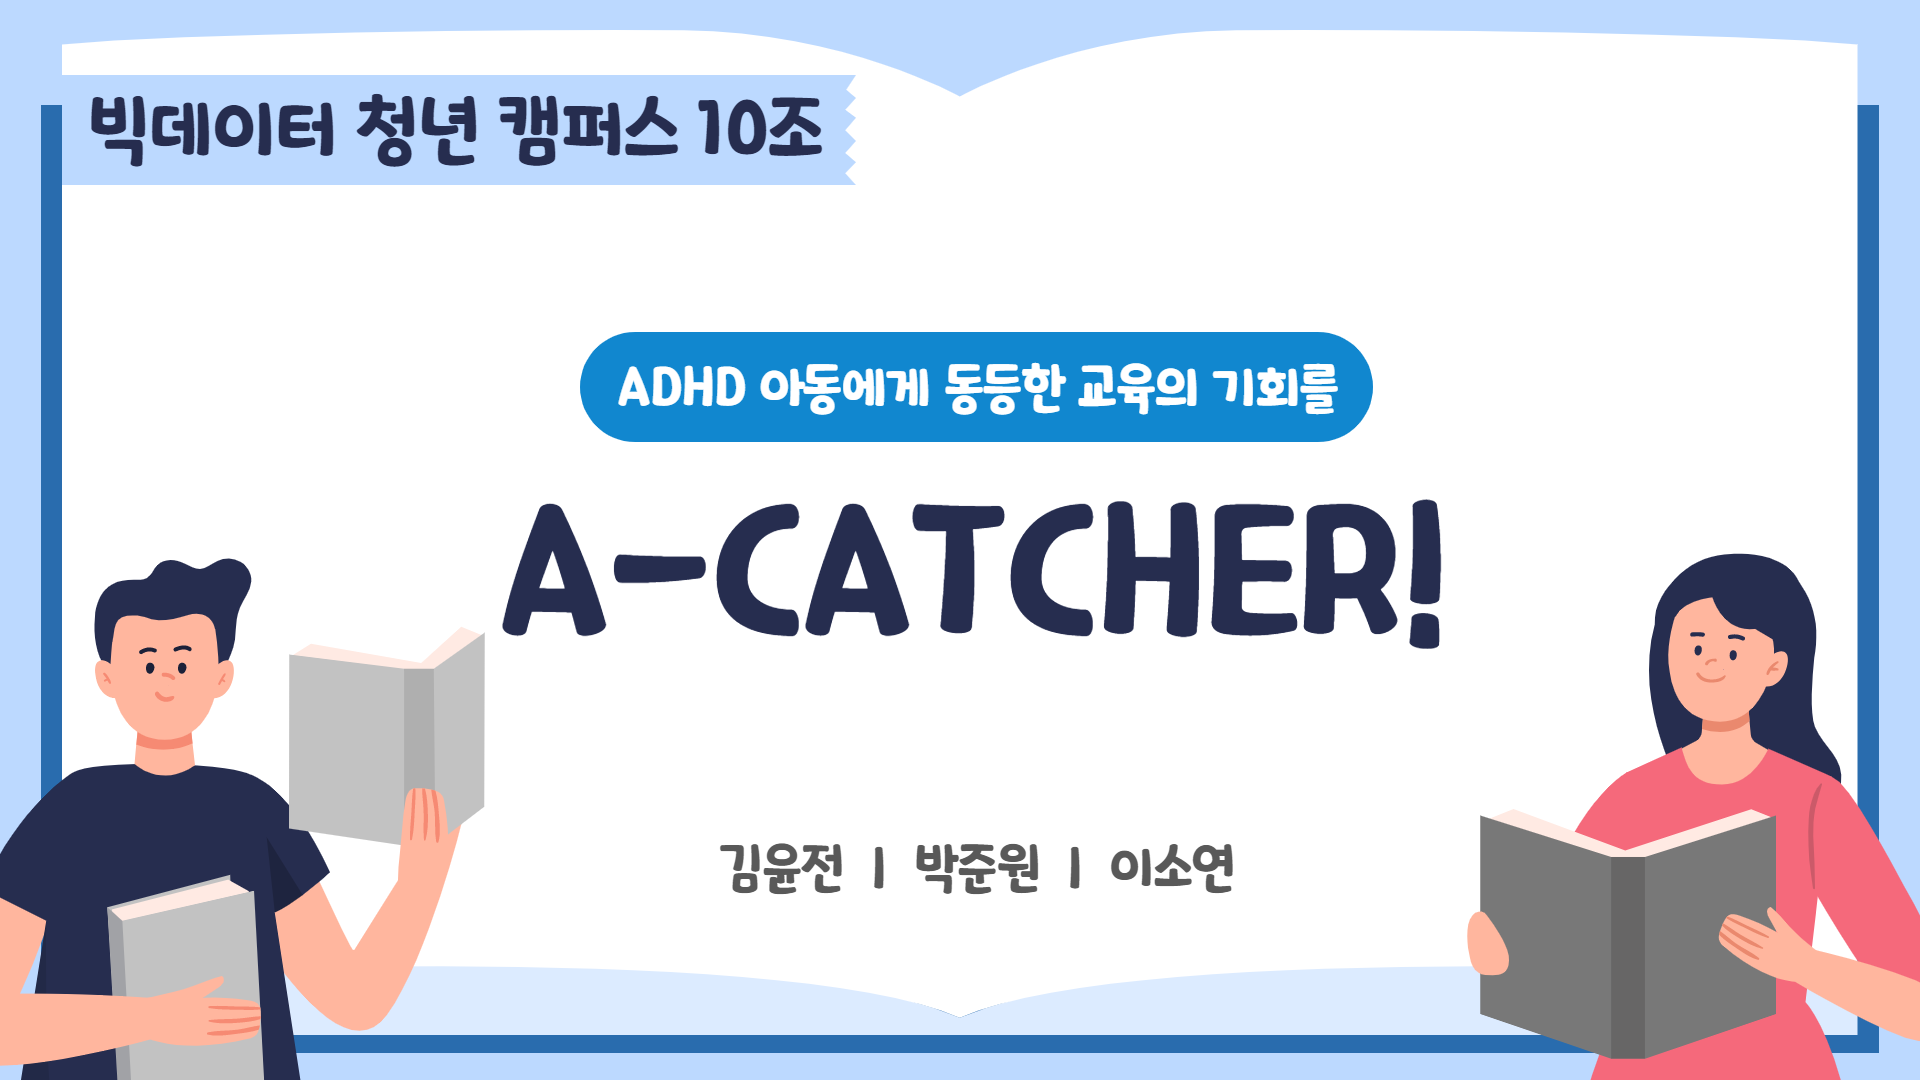 빅데이터 청년 캠퍼스 10조
ADHD 아동에게 동등한 교육의 기회를
A-CATCHER!
김윤전 | 박준원 | 이소연